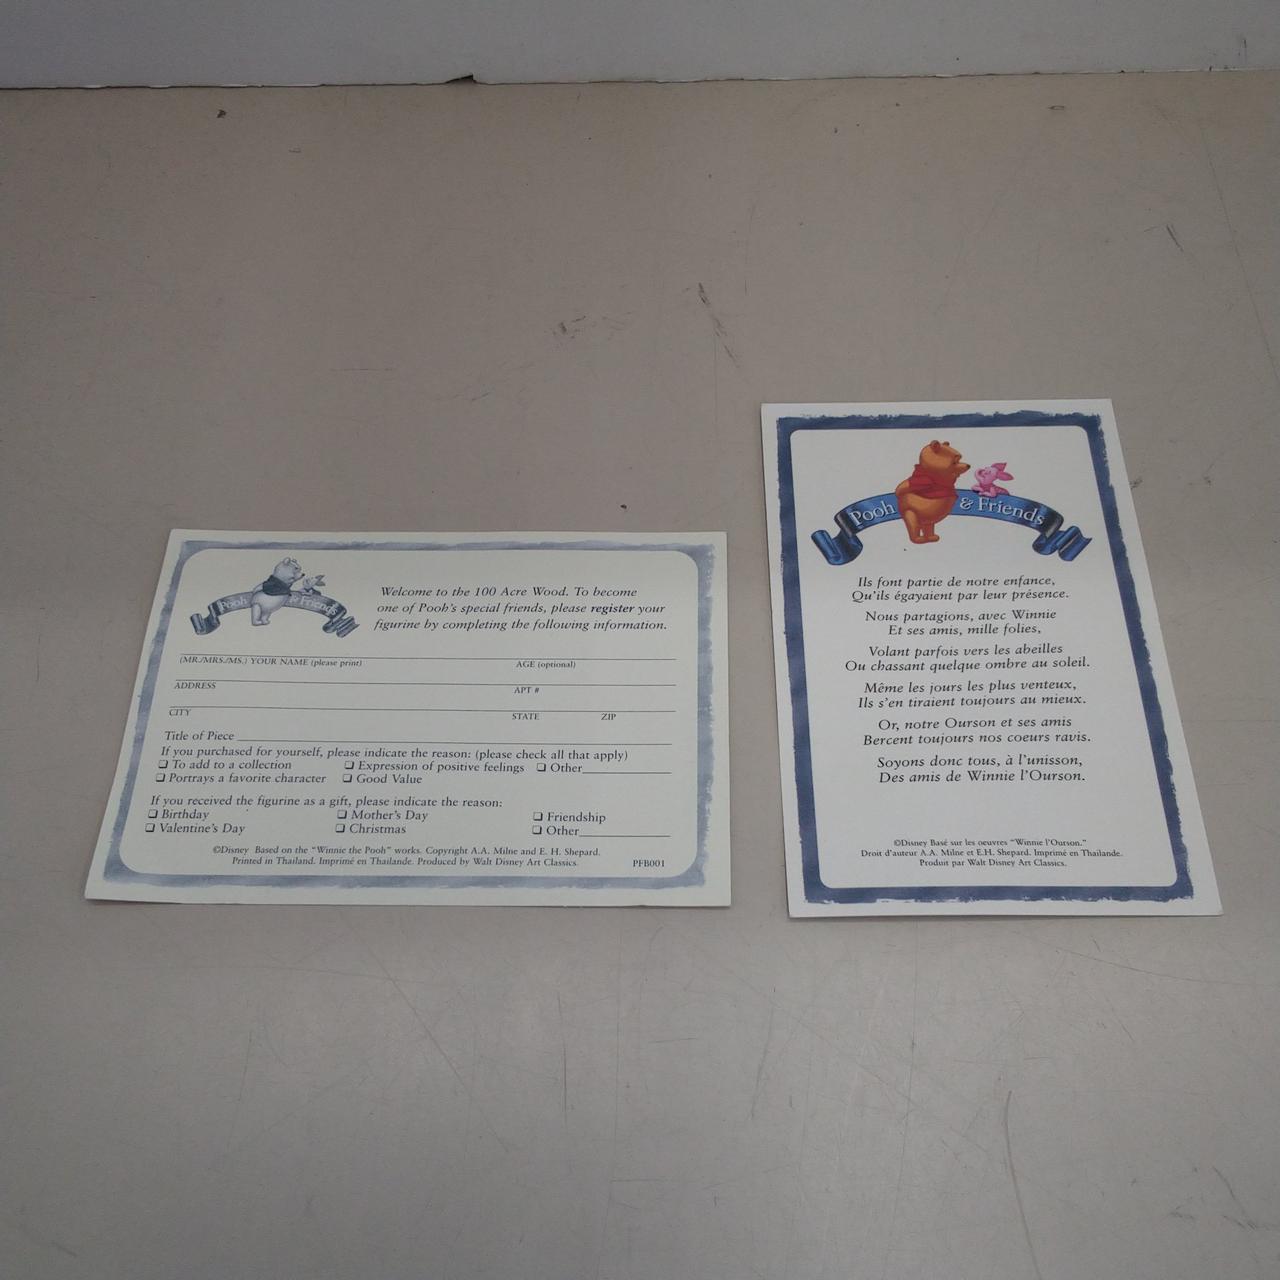 Pooh & Friends
Welcome to the 100 Acre Wood. To become
one of Pooh's special friends, please register your
figurine by completing the following information.
(MR./MRS./MS.) YOUR NAME (please print) AGE (optional)
ADDRESS APT #
CITY STATE ZIP
Title of Piece
If you purchased for yourself, please indicate the reason: (please check all that apply)
❏ To add to a collection ❏ Expression of positive feelings ❏ Other
❏ Portrays a favorite character ❏ Good Value
If you received the figurine as a gift, please indicate the reason:
❏ Birthday ❏ Mother's Day ❏ Friendship
❏ Valentine's Day ❏ Christmas ❏ Other
©Disney Based on the "Winnie the Pooh" works. Copyright A.A. Milne and E. H. Shepard.
Printed in Thailand. Imprimé en Thaïlande. Produced by Walt Disney Art Classics. PFB001
Pooh & Friends
Ils font partie de notre enfance,
Qu'ils égayaient par leur présence.
Nous partagions, avec Winnie
Et ses amis, mille folies,
Volant parfois vers les abeilles
Ou chassant quelque ombre au soleil.
Même les jours les plus venteux,
Ils s'en tiraient toujours au mieux.
Or, notre Ourson et ses amis
Bercent toujours nos coeurs ravis.
Soyons donc tous, à l'unisson,
Des amis de Winnie l'Ourson.
©Disney Basé sur les oeuvres "Winnie l'Ourson."
Droit d'auteur A.A. Milne et E.H. Shepard. Imprimé en Thaïlande.
Produit par Walt Disney Art Classics.